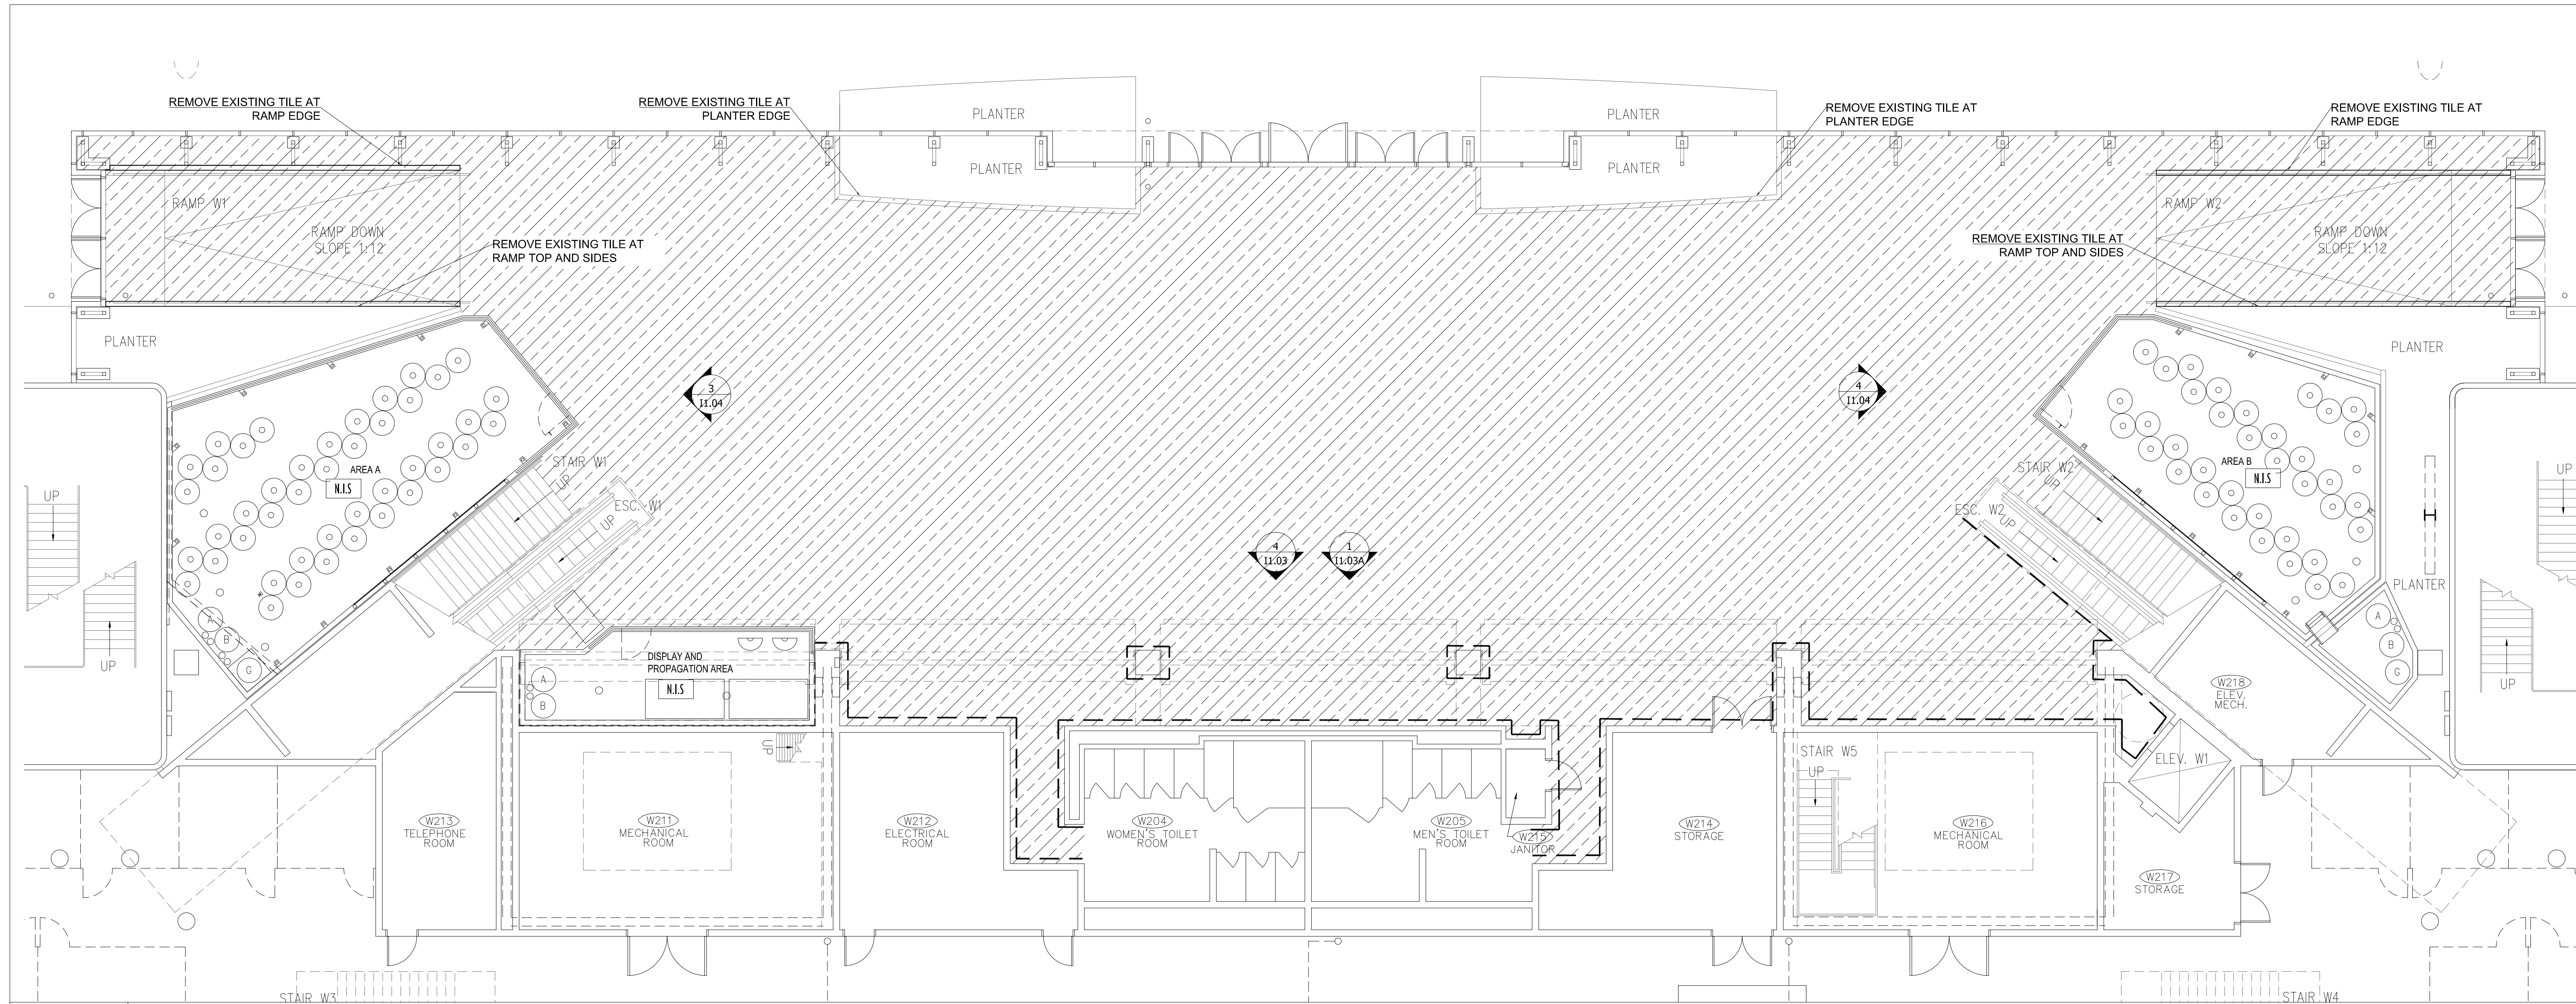 REMOVE EXISTING TILE AT
RAMP EDGE
REMOVE EXISTING TILE AT
PLANTER EDGE
PLANTER
PLANTER
PLANTER
PLANTER
REMOVE EXISTING TILE AT
PLANTER EDGE
REMOVE EXISTING TILE AT
RAMP EDGE
RAMP W1
RAMP DOWN
SLOPE 1:12
REMOVE EXISTING TILE AT
RAMP TOP AND SIDES
REMOVE EXISTING TILE AT
RAMP TOP AND SIDES
RAMP W2
RAMP DOWN
SLOPE 1:12
PLANTER
PLANTER
3
I1.04
4
I1.04
AREA A
N.I.S
STAIR W1
UP
ESC. W1
UP
UP
UP
STAIR W2
UP
ESC. W2
UP
AREA B
N.I.S
UP
UP
PLANTER
4
I1.03
1
I1.03A
A
B
G
A
B
G
DISPLAY AND
PROPAGATION AREA
N.I.S
A
B
UP
W218
ELEV.
MECH.
STAIR W5
UP
ELEV. W1
W213
TELEPHONE
ROOM
W211
MECHANICAL
ROOM
W212
ELECTRICAL
ROOM
W204
WOMEN'S TOILET
ROOM
W205
MEN'S TOILET
ROOM
W215
JANITOR
W214
STORAGE
W216
MECHANICAL
ROOM
W217
STORAGE
STAIR W3
STAIR W4